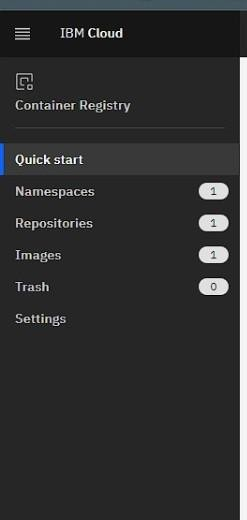 IBM Cloud
Container Registry
Quick start
Namespaces 1
Repositories 1
Images 1
Trash 0
Settings